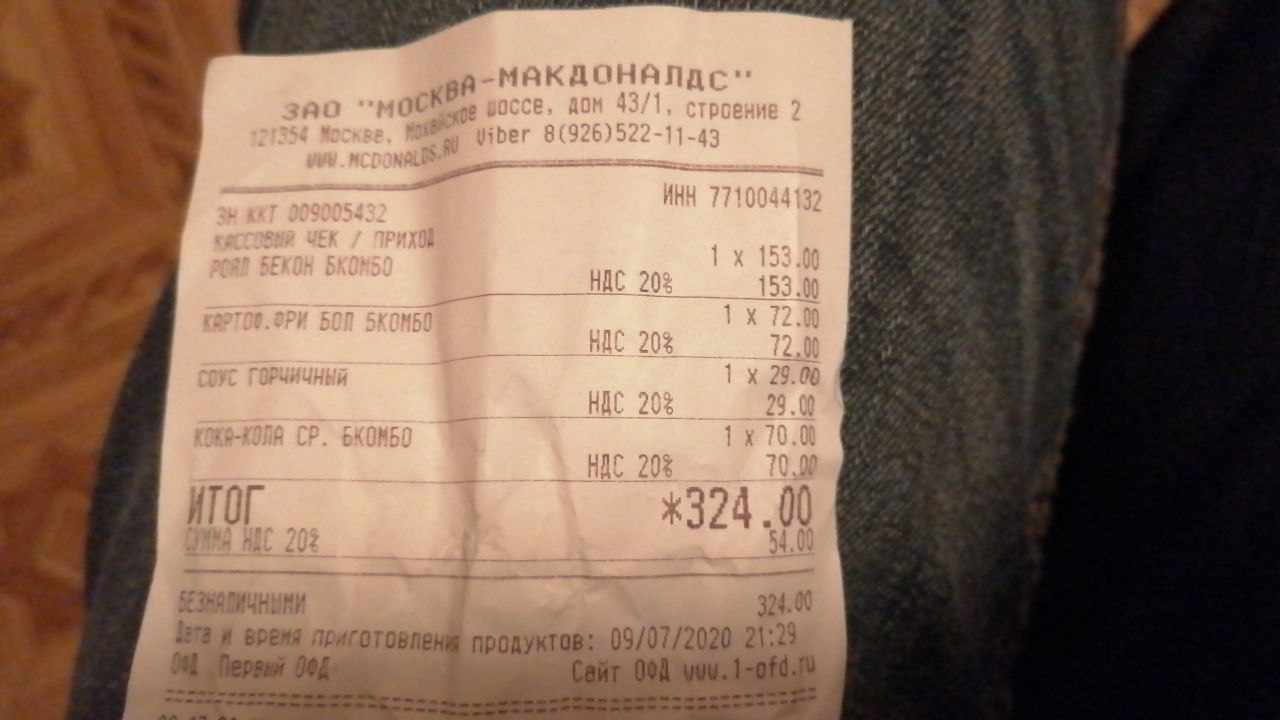 ЗАО "МОСКВА-МАКДОНАЛДС"
121354 Москва, Можайское шоссе, дом 43/1, строение 2
WWW.MCDONALDS.RU Viber 8(926)522-11-43
ИНН 7710044132
ЗН ККТ 009005432
КАССОВЫЙ ЧЕК / ПРИХОД
РОЯЛ БЕКОН БКОМБО 1 x 153.00
НДС 20% 153.00
КАРТОФ.ФРИ БОЛ БКОМБО 1 x 72.00
НДС 20% 72.00
СОУС ГОРЧИЧНЫЙ 1 x 29.00
НДС 20% 29.00
КОКА-КОЛА СР. БКОМБО 1 x 70.00
НДС 20% 70.00
ИТОГ *324.00
СУММА НДС 20% 54.00
БЕЗНАЛИЧНЫМИ 324.00
Дата и время приготовления продуктов: 09/07/2020 21:29
ОФД Первый ОФД Сайт ОФД www.1-ofd.ru